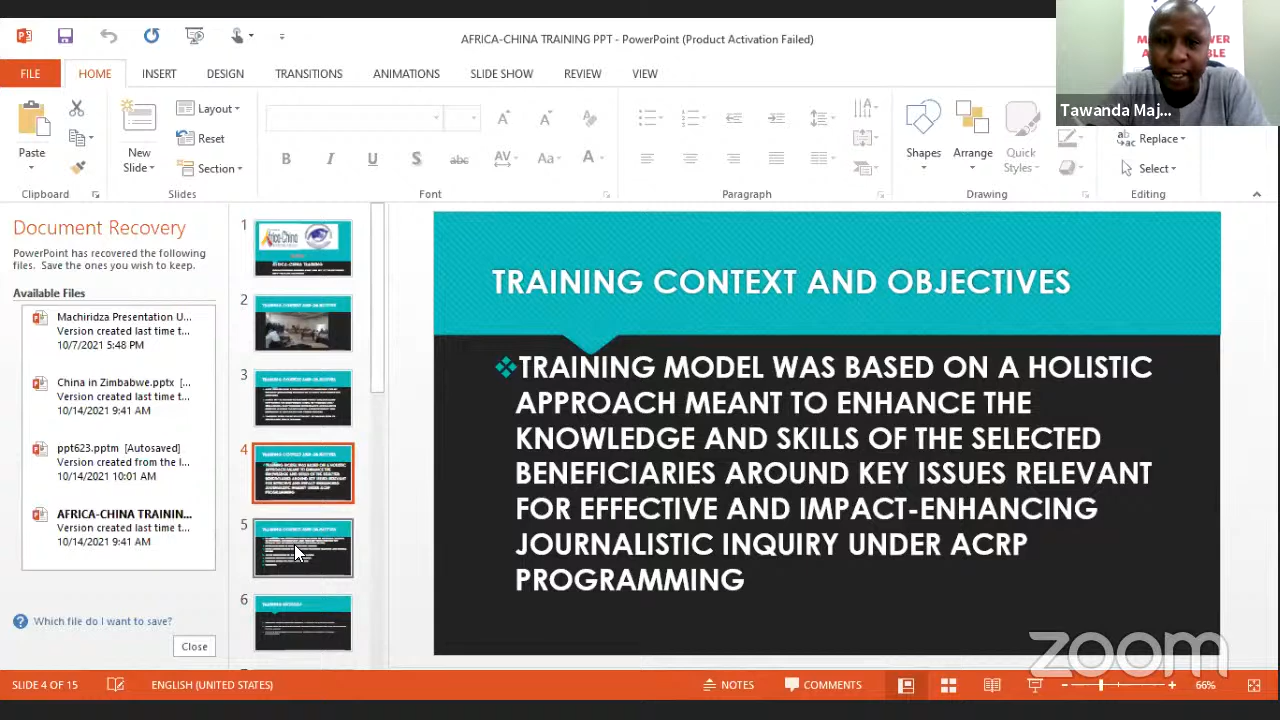 AFRICA-CHINA TRAINING PPT - PowerPoint (Product Activation Failed)
FILE
HOME
INSERT
DESIGN
TRANSITIONS
ANIMATIONS
SLIDE SHOW
REVIEW
VIEW
Tawanda Maj...
Paste
New
Slide
Layout
Reset
Section
Shapes
Arrange
Quick
Styles
Replace
Select
Clipboard
Slides
Font
Paragraph
Drawing
Editing
Document Recovery
PowerPoint has recovered the following
files. Save the ones you wish to keep.
Available Files
Machiridza Presentation U...
Version created last time t...
10/7/2021 5:48 PM
China in Zimbabwe.pptx [...
Version created last time t...
10/14/2021 9:41 AM
ppt623.pptm [Autosaved]
Version created from the l...
10/14/2021 10:01 AM
AFRICA-CHINA TRAININ...
Version created last time t...
10/14/2021 9:41 AM
Which file do I want to save?
Close
1
2
3
4
5
6
TRAINING CONTEXT AND OBJECTIVES
❖TRAINING MODEL WAS BASED ON A HOLISTIC
APPROACH MEANT TO ENHANCE THE
KNOWLEDGE AND SKILLS OF THE SELECTED
BENEFICIARIES AROUND KEY ISSUES RELEVANT
FOR EFFECTIVE AND IMPACT-ENHANCING
JOURNALISTIC INQUIRY UNDER ACRP
PROGRAMMING
zoom
SLIDE 4 OF 15
ENGLISH (UNITED STATES)
NOTES
COMMENTS
66%